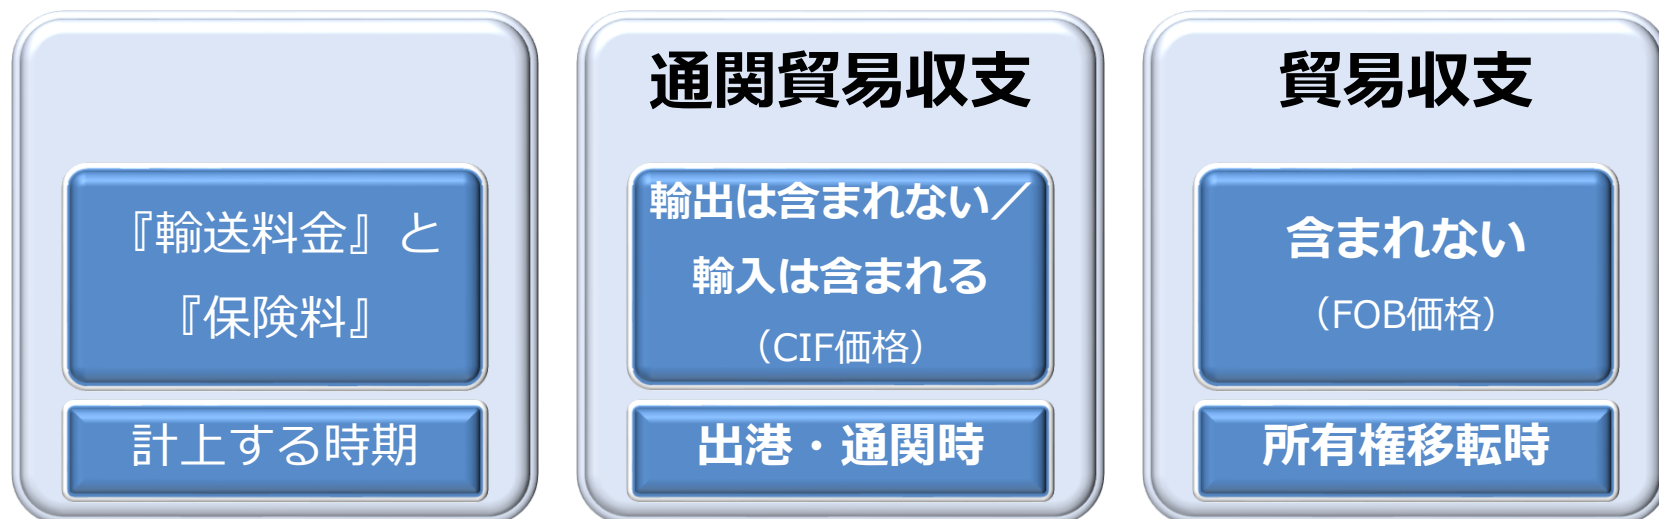 『輸送料金』と
『保険料』
計上する時期
通関貿易収支
輸出は含まれない／
輸入は含まれる
（CIF価格）
出港・通関時
貿易収支
含まれない
（FOB価格）
所有権移転時